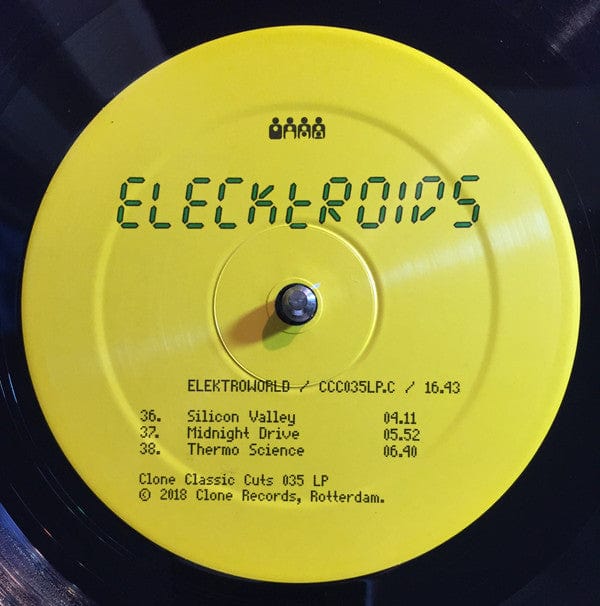 ELECKtROIDS
ELEKTROWORLD / CCC035LP.C / 16.43
36. Silicon Valley 04.11
37. Midnight Drive 05.52
38. Thermo Science 06.40
Clone Classic Cuts 035 LP
© 2018 Clone Records, Rotterdam.